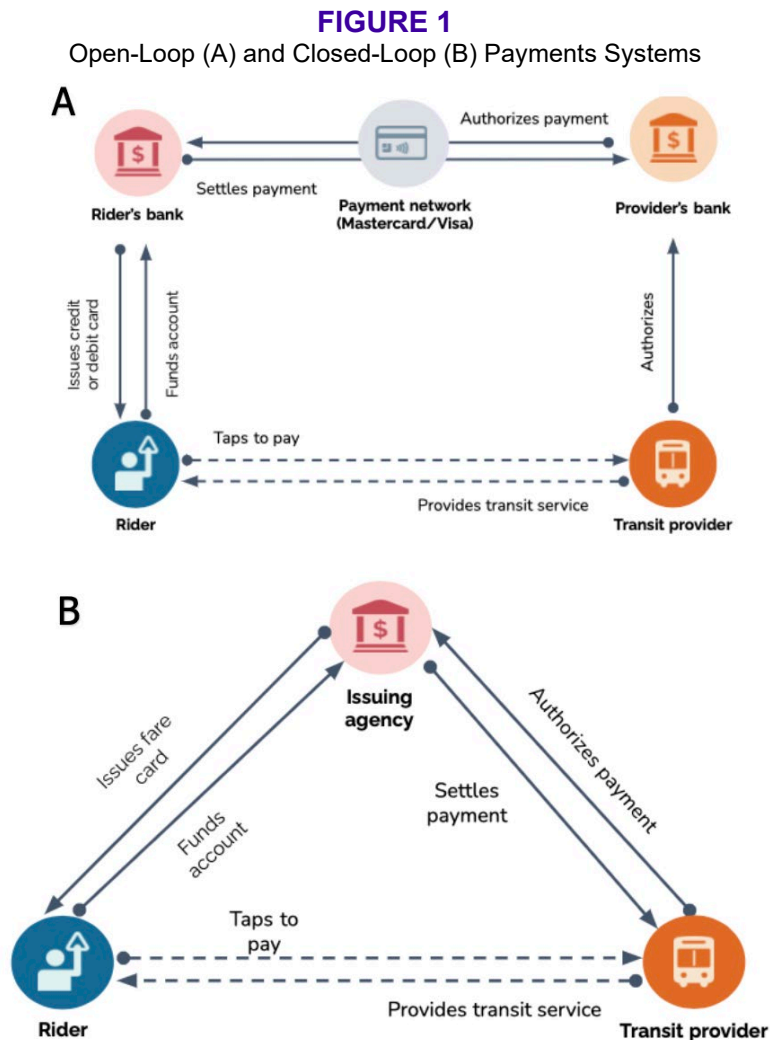 FIGURE 1
Open-Loop (A) and Closed-Loop (B) Payments Systems
A
Authorizes payment
$
$
Settles payment
Rider's bank
Payment network
(Mastercard/Visa)
Provider's bank
Issues credit
or debit card
Funds account
Authorizes
Taps to pay
Provides transit service
Rider
Transit provider
B
$
Issuing
agency
Issues fare
card
Funds
account
Settles
payment
Authorizes payment
Taps to
pay
Provides transit service
Rider
Transit provider